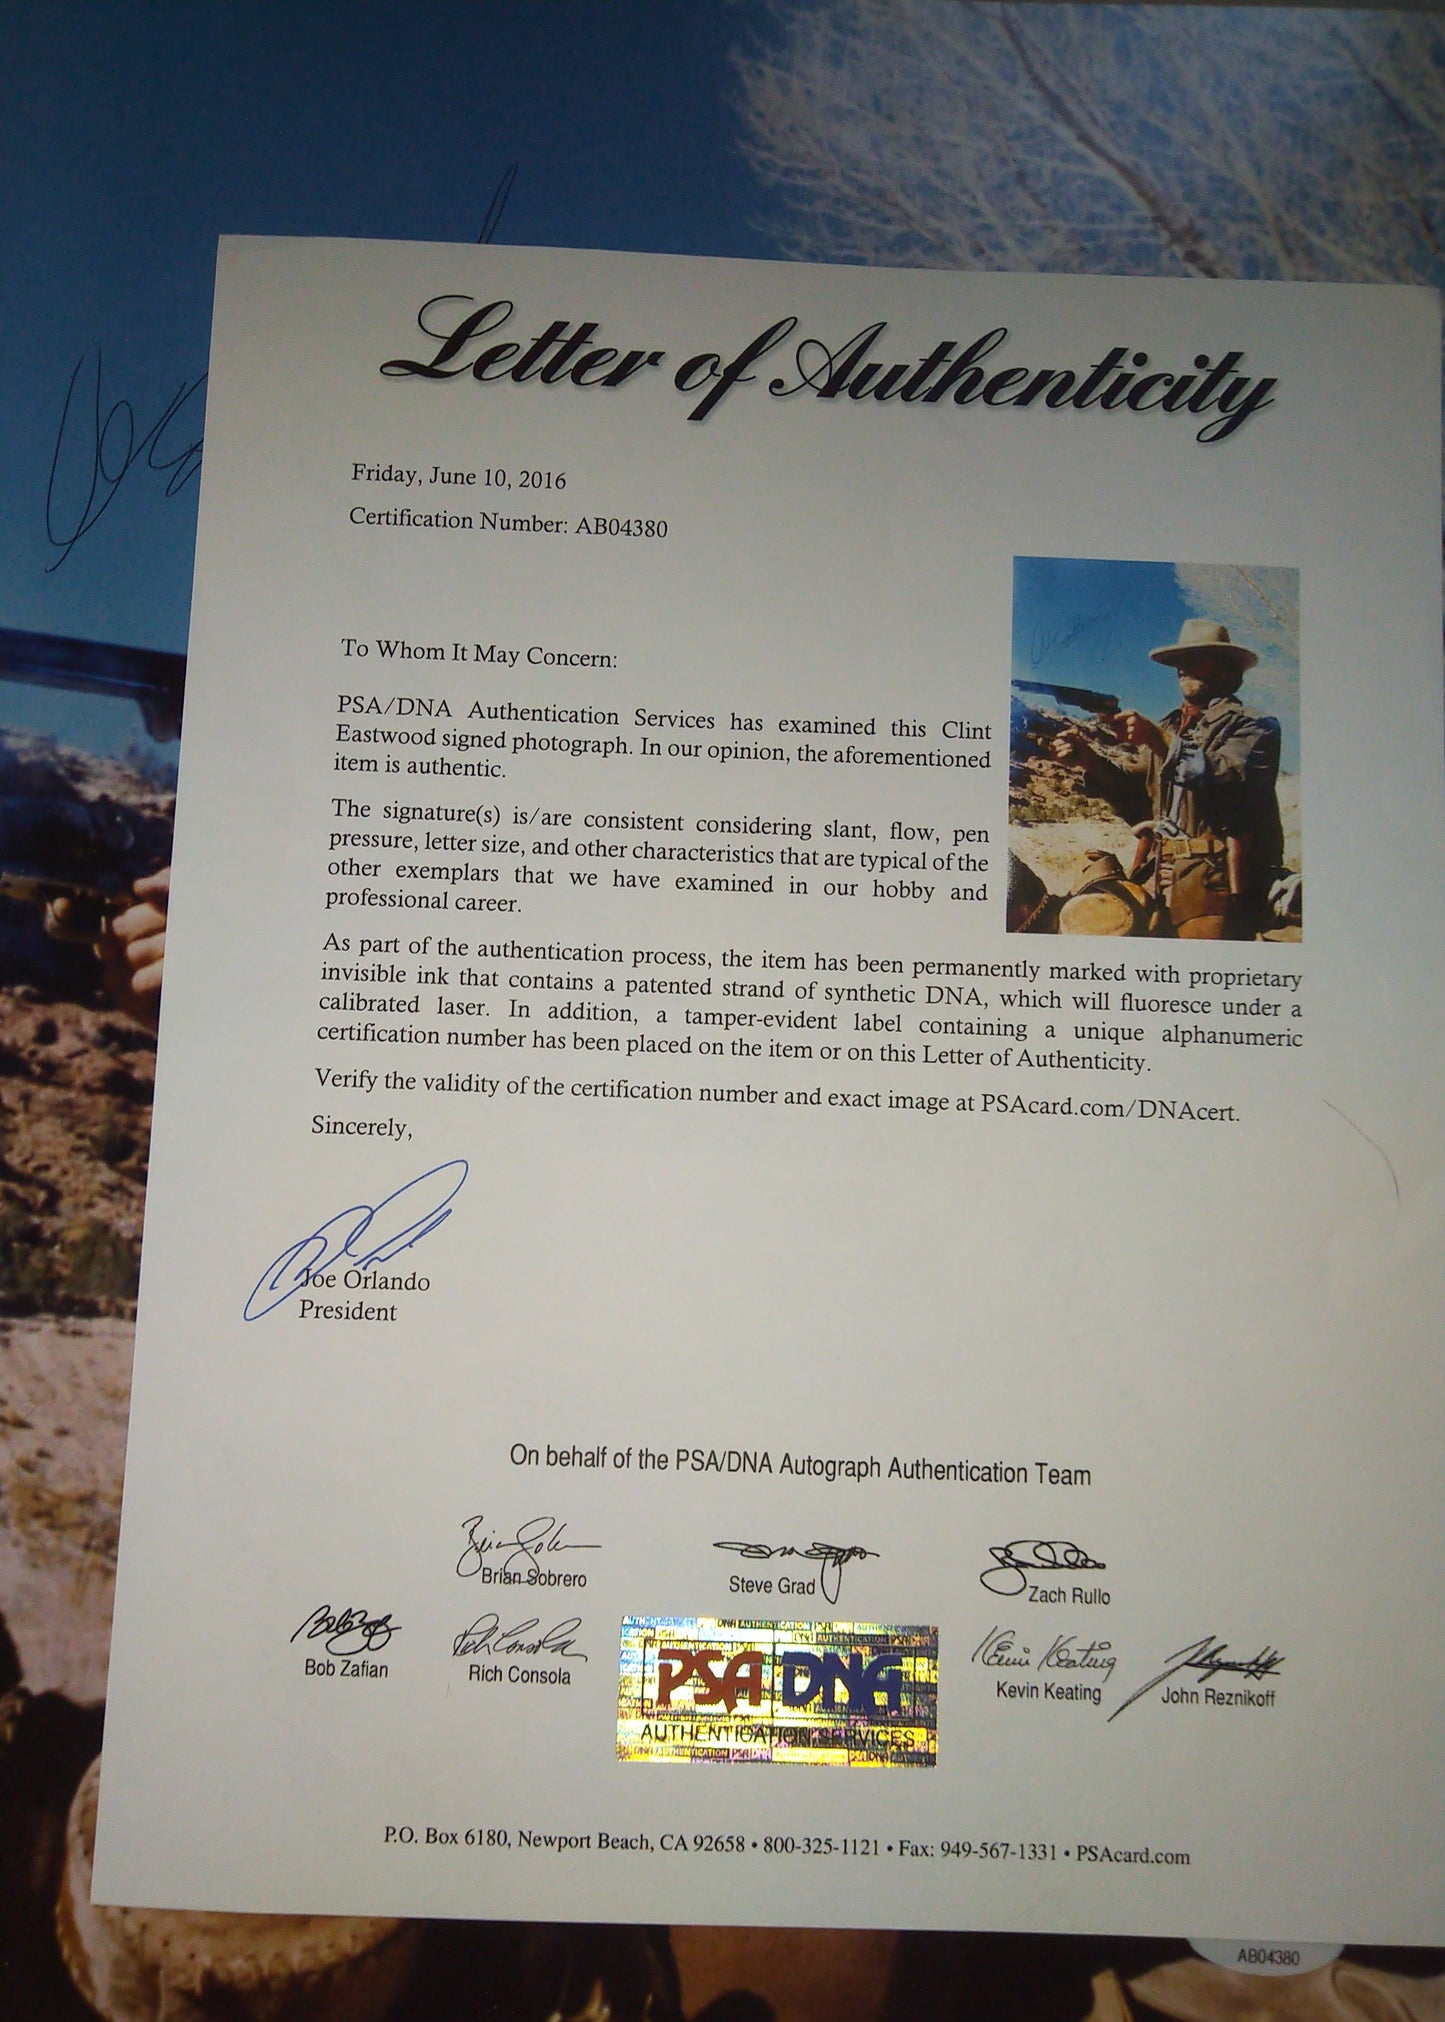 Letter of Authenticity
Friday, June 10, 2016
Certification Number: AB04380
To Whom It May Concern:
PSA/DNA Authentication Services has examined this Clint
Eastwood signed photograph. In our opinion, the aforementioned
item is authentic.
The signature(s) is/are consistent considering slant, flow, pen
pressure, letter size, and other characteristics that are typical of the
other exemplars that we have examined in our hobby and
professional career.
As part of the authentication process, the item has been permanently marked with proprietary
invisible ink that contains a patented strand of synthetic DNA, which will fluoresce under a
calibrated laser. In addition, a tamper-evident label containing a unique alphanumeric
certification number has been placed on the item or on this Letter of Authenticity.
Verify the validity of the certification number and exact image at PSAcard.com/DNAcert.
Sincerely,
Joe Orlando
President
On behalf of the PSA/DNA Autograph Authentication Team
Brian Sobrero
Steve Grad
Zach Rullo
Bob Zafian
Rich Consola
PSA DNA
AUTHENTICATION SERVICES
Kevin Keating
Kevin Keating
John Reznikoff
P.O. Box 6180, Newport Beach, CA 92658 • 800-325-1121 • Fax: 949-567-1331 • PSAcard.com
AB04380